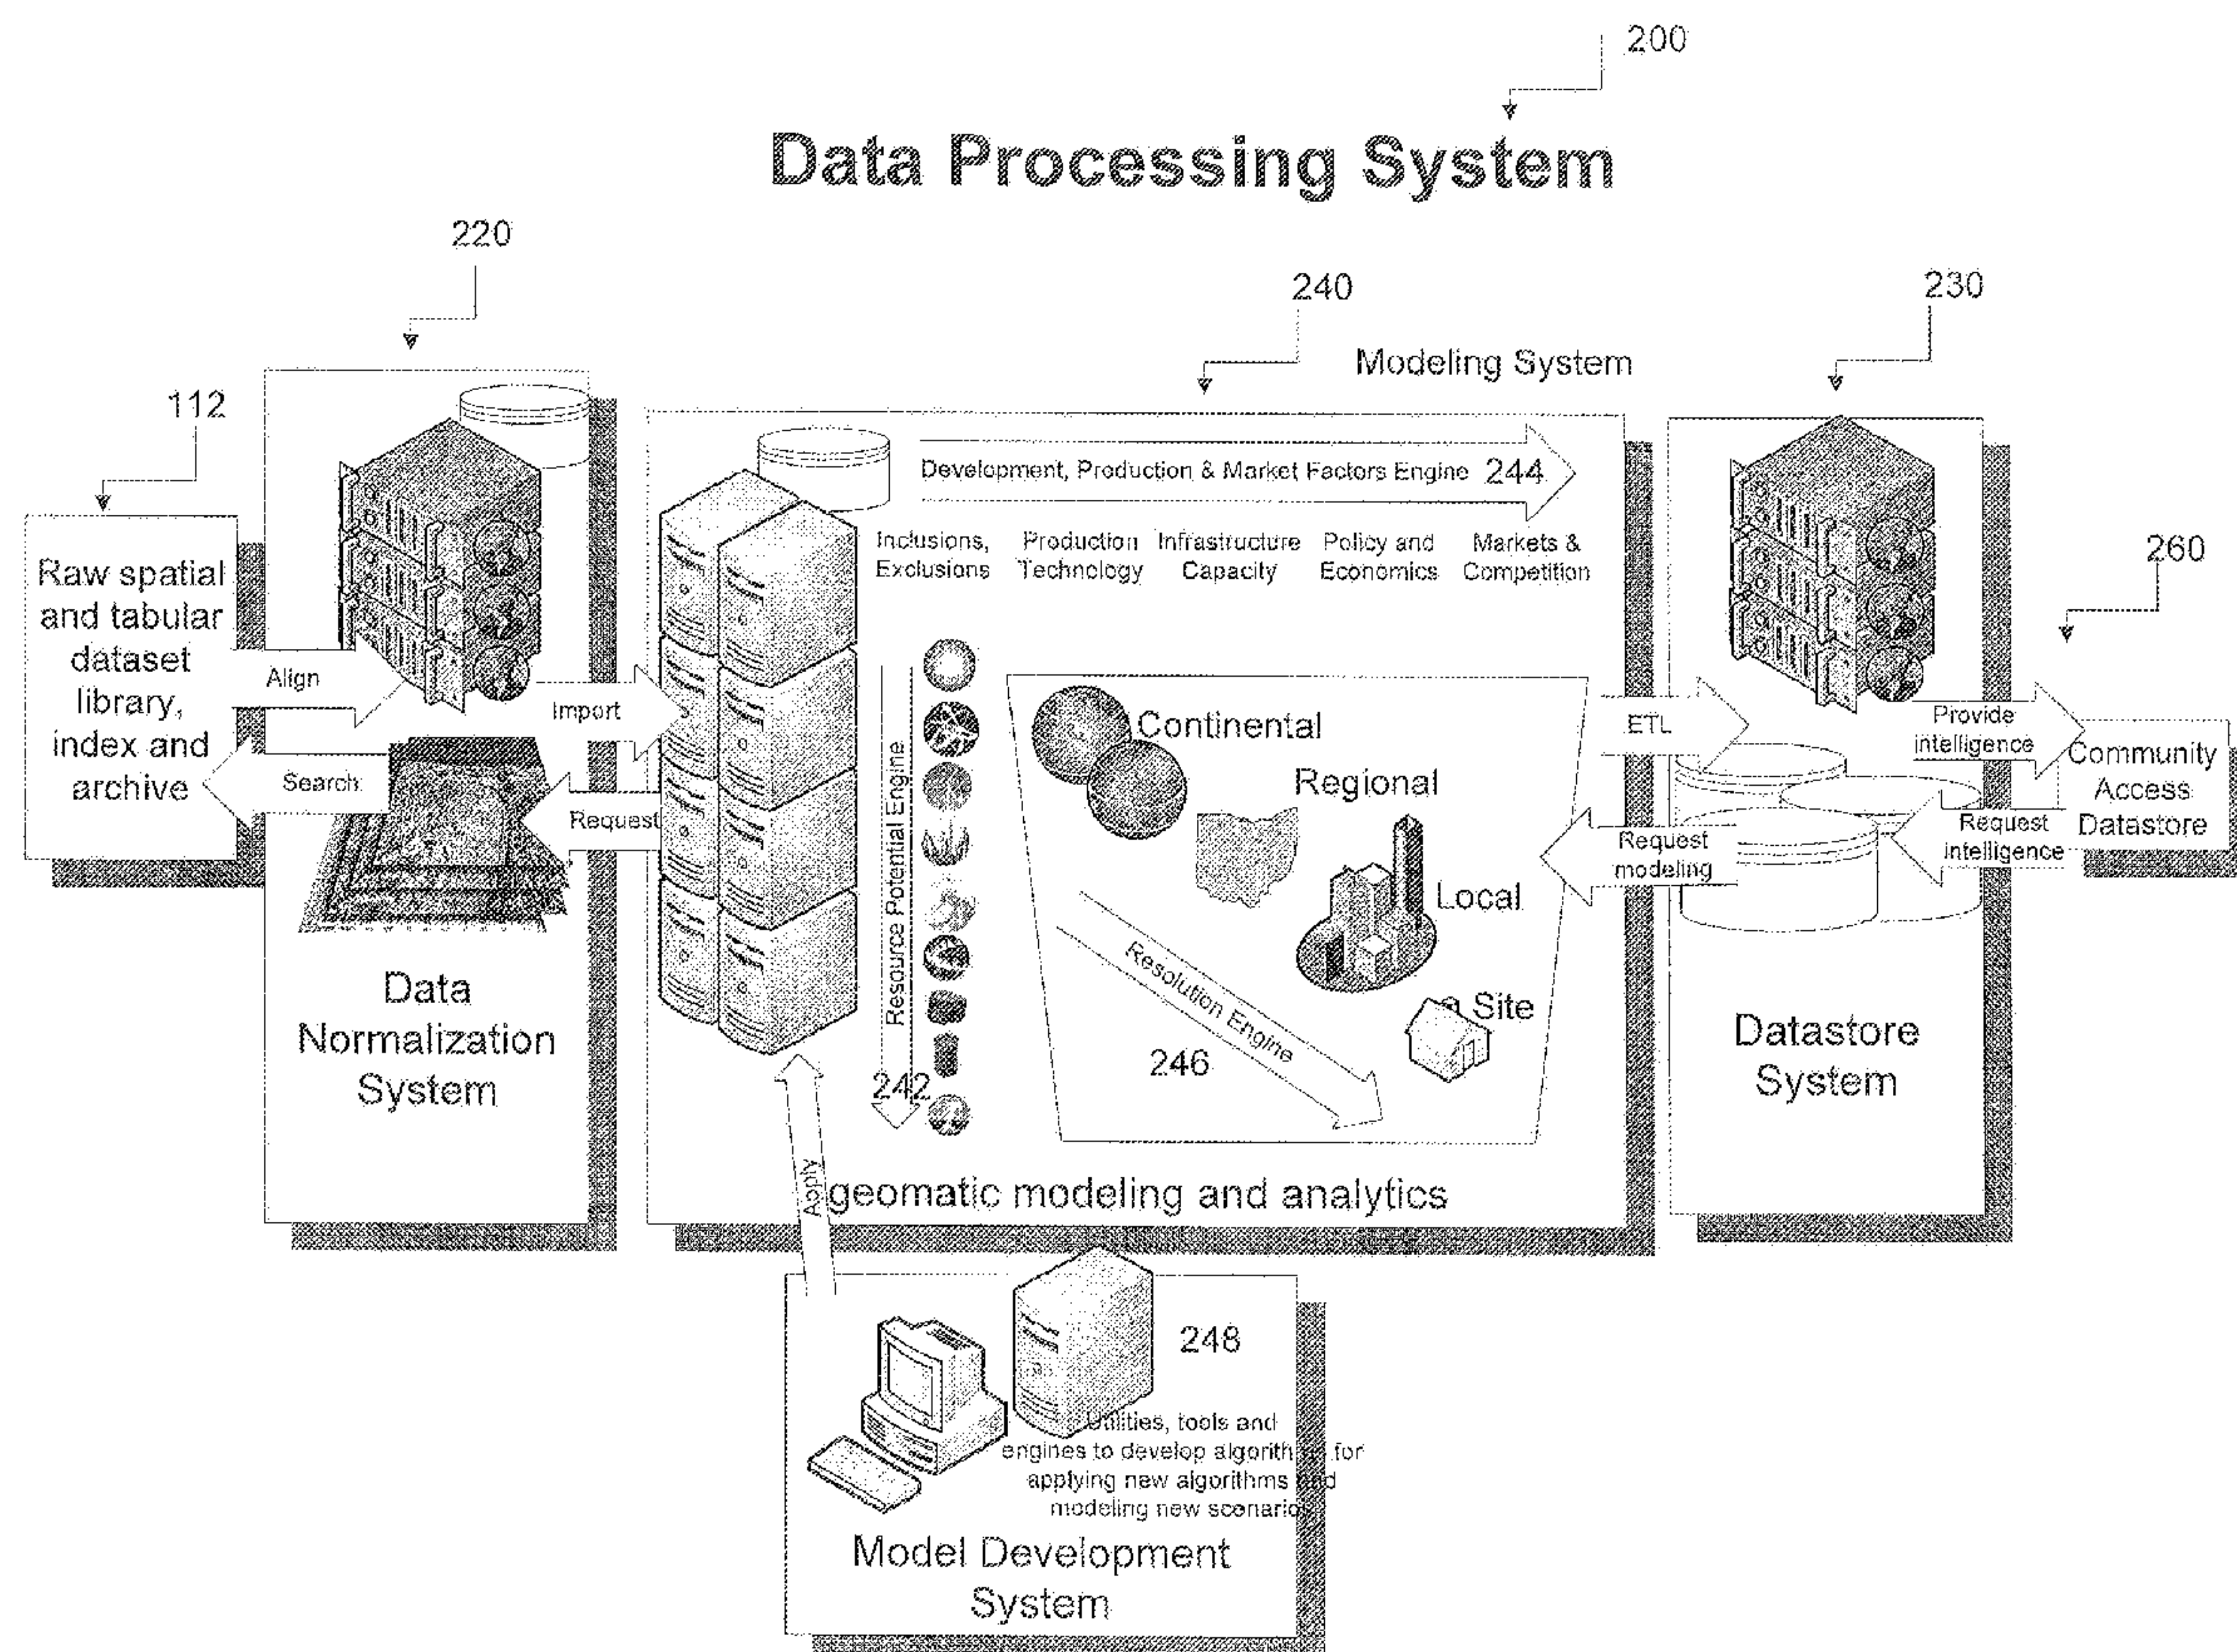 200
Data Processing System
220
240
230
Modeling System
112
260
Raw spatial
and tabular
dataset
library,
index and
archive
Align
Search
Import
Request
Data
Normalization
System
Development, Production & Market Factors Engine 244
Inclusions,
Exclusions
Production
Technology
Infrastructure
Capacity
Policy and
Economics
Markets &
Competition
Resource Potential Engine
242
Continental
Regional
Local
Site
Resolution Engine
246
geomatic modeling and analytics
Apply
ETL
Request
modeling
Provide
intelligence
Request
intelligence
Community
Access
Datastore
Datastore
System
248
Utilities, tools and
engines to develop algorithms for
applying new algorithms and
modeling new scenarios
Model Development
System